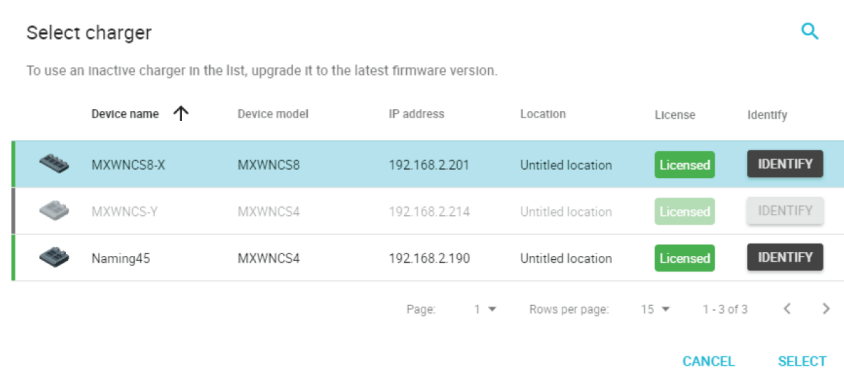 Select charger
To use an inactive charger in the list, upgrade it to the latest firmware version.
Device name Device model IP address Location License Identify
MXWNCS8-X MXWNCS8 192.168.2.201 Untitled location Licensed IDENTIFY
MXWNCS-Y MXWNCS4 192.168.2.214 Untitled location Licensed IDENTIFY
Naming45 MXWNCS4 192.168.2.190 Untitled location Licensed IDENTIFY
Page: 1 Rows per page: 15 1 - 3 of 3
CANCEL SELECT